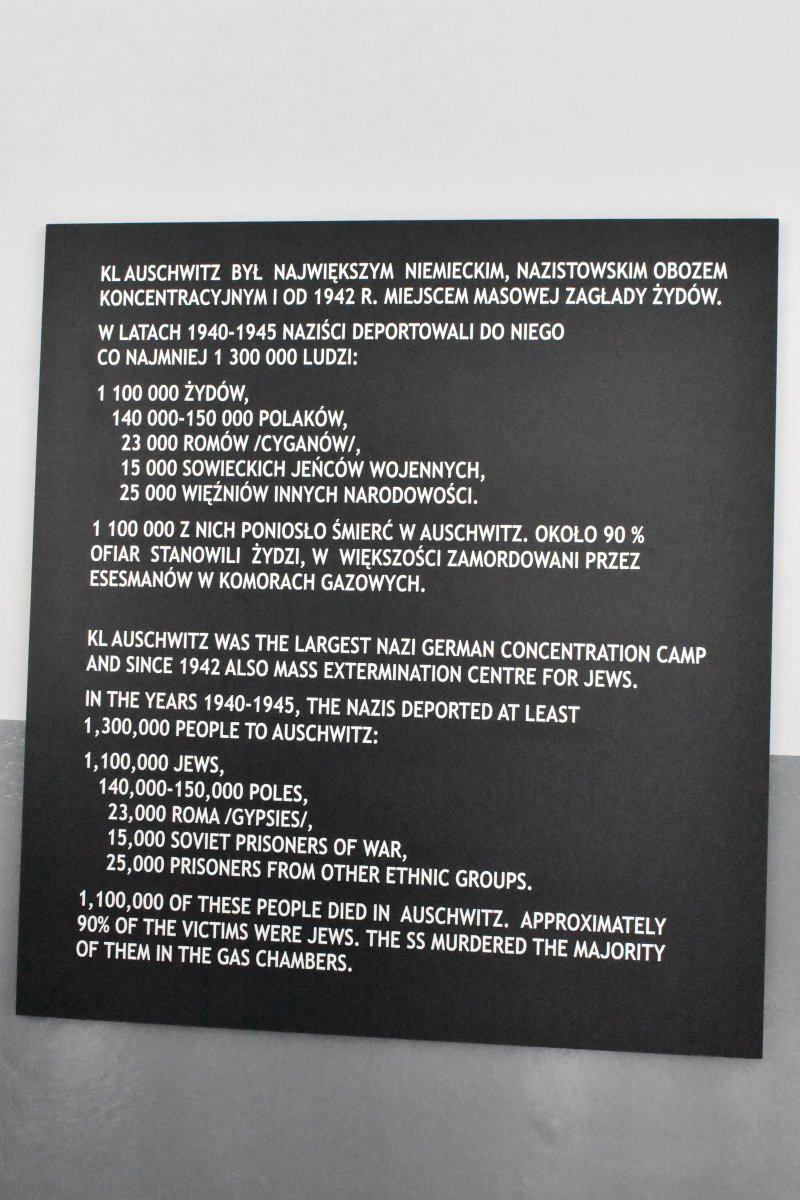 KL AUSCHWITZ BYŁ NAJWIĘKSZYM NIEMIECKIM, NAZISTOWSKIM OBOZEM
KONCENTRACYJNYM I OD 1942 R. MIEJSCEM MASOWEJ ZAGŁADY ŻYDÓW.
W LATACH 1940-1945 NAZIŚCI DEPORTOWALI DO NIEGO
CO NAJMNIEJ 1 300 000 LUDZI:
1 100 000 ŻYDÓW,
140 000-150 000 POLAKÓW,
23 000 ROMÓW /CYGANÓW/,
15 000 SOWIECKICH JEŃCÓW WOJENNYCH,
25 000 WIĘŹNIÓW INNYCH NARODOWOŚCI.
1 100 000 Z NICH PONIOSŁO ŚMIERĆ W AUSCHWITZ. OKOŁO 90 %
OFIAR STANOWILI ŻYDZI, W WIĘKSZOŚCI ZAMORDOWANI PRZEZ
ESESMANÓW W KOMORACH GAZOWYCH.
KL AUSCHWITZ WAS THE LARGEST NAZI GERMAN CONCENTRATION CAMP
AND SINCE 1942 ALSO MASS EXTERMINATION CENTRE FOR JEWS.
IN THE YEARS 1940-1945, THE NAZIS DEPORTED AT LEAST
1,300,000 PEOPLE TO AUSCHWITZ:
1,100,000 JEWS,
140,000-150,000 POLES,
23,000 ROMA /GYPSIES/,
15,000 SOVIET PRISONERS OF WAR,
25,000 PRISONERS FROM OTHER ETHNIC GROUPS.
1,100,000 OF THESE PEOPLE DIED IN AUSCHWITZ. APPROXIMATELY
90% OF THE VICTIMS WERE JEWS. THE SS MURDERED THE MAJORITY
OF THEM IN THE GAS CHAMBERS.